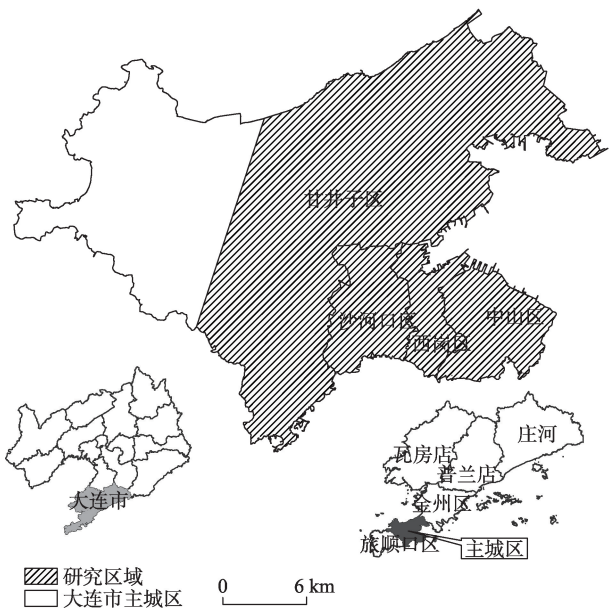 甘井子区
沙河口区
西岗区
中山区
大连市
庄河
瓦房店
普兰店
金州区
旅顺口区
主城区
研究区域
大连市主城区
0 6 km